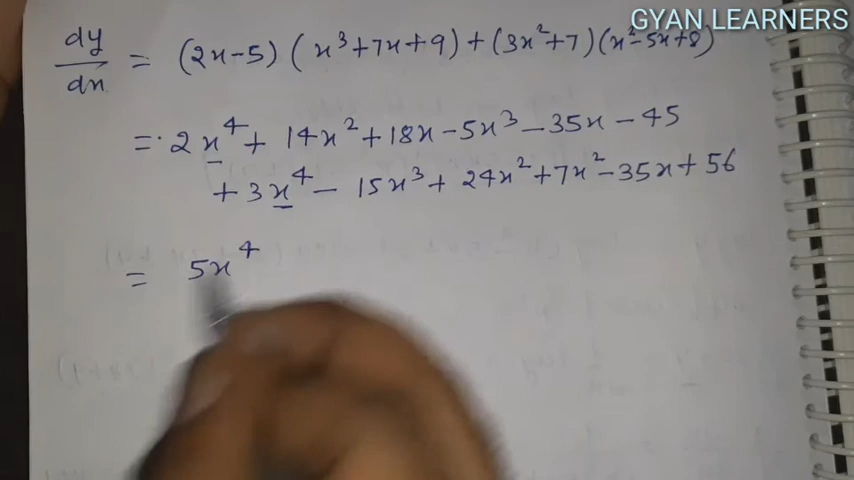 GYAN LEARNERS
dy/dx = (2x-5) (x³+7x+9) + (3x²+7) (x²-5x+8)
= 2x⁴ + 14x² + 18x - 5x³ - 35x - 45
+ 3x⁴ - 15x³ + 24x² + 7x² - 35x + 56
= 5x⁴